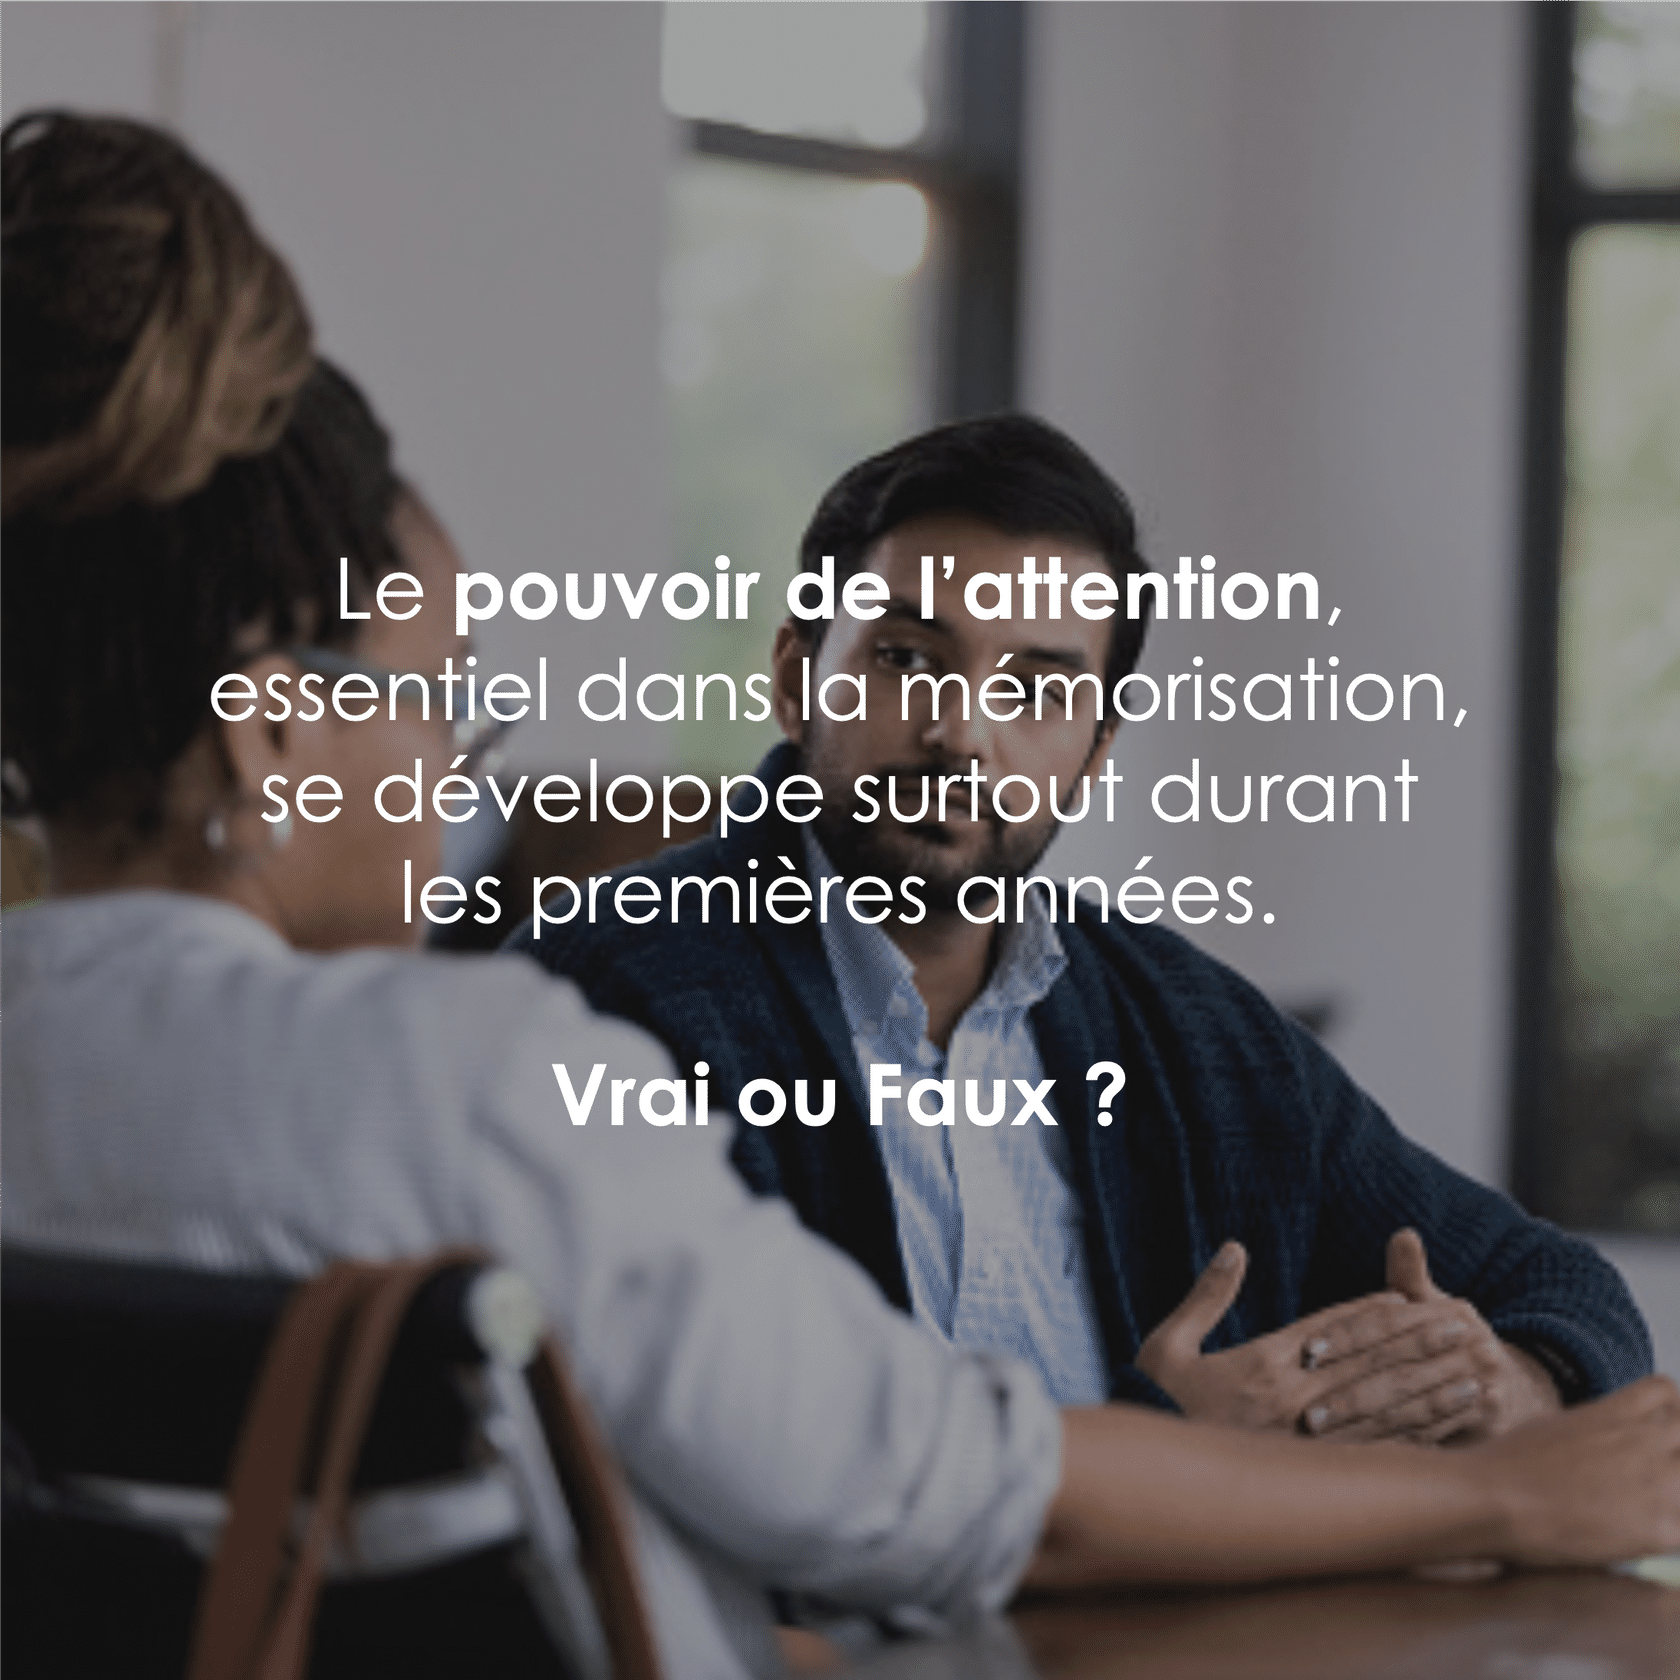 Le pouvoir de l’attention,
essentiel dans la mémorisation,
se développe surtout durant
les premières années.
Vrai ou Faux ?